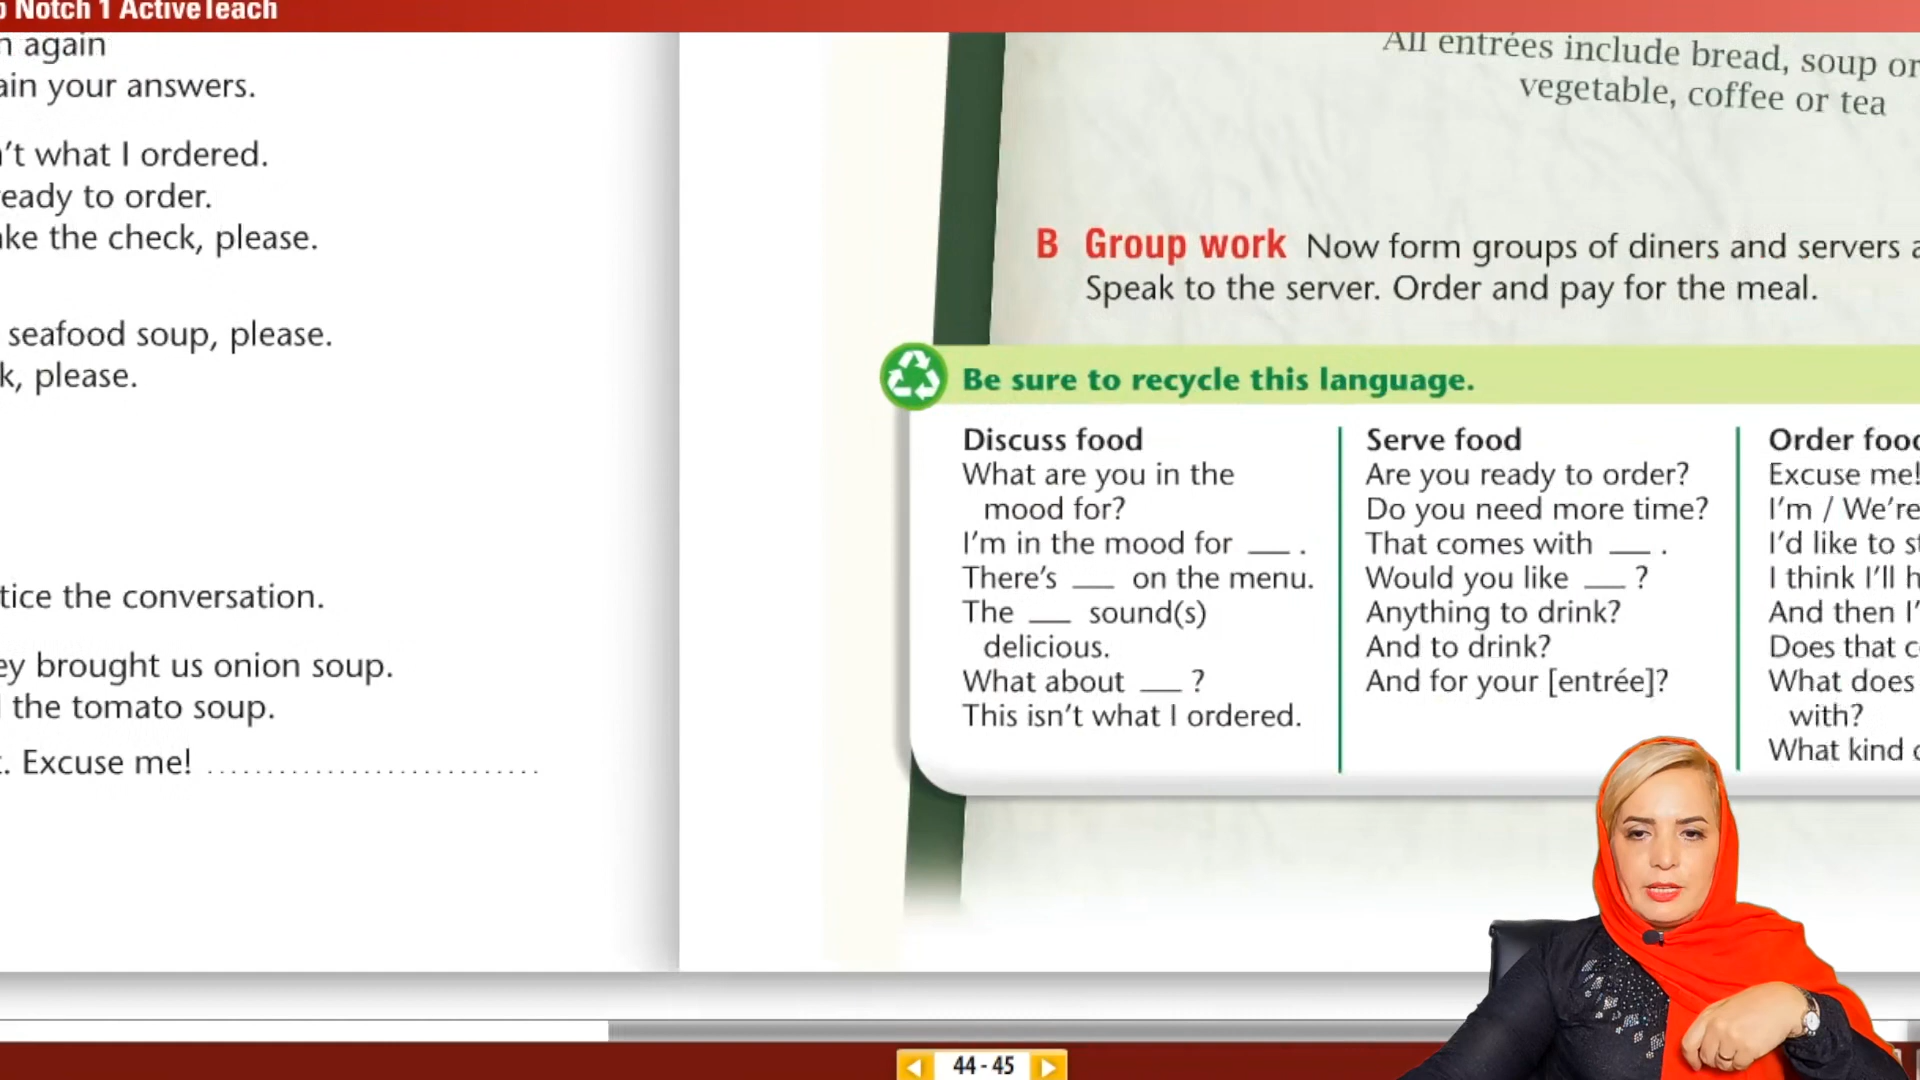 Notch 1 ActiveTeach
again
your answers.
what I ordered.
to order.
the check, please.
seafood soup, please.
please.
the conversation.
brought us onion soup.
the tomato soup.
Excuse me! ............................
All entrées include bread, soup or
vegetable, coffee or tea
B Group work Now form groups of diners and servers
Speak to the server. Order and pay for the meal.
Be sure to recycle this language.
Discuss food
What are you in the
mood for?
I'm in the mood for ___ .
There's ___ on the menu.
The ___ sound(s)
delicious.
What about ___ ?
This isn't what I ordered.
Serve food
Are you ready to order?
Do you need more time?
That comes with ___ .
Would you like ___ ?
Anything to drink?
And to drink?
And for your [entrée]?
Order
Excuse me!
I'm / We're
I'd like to
I think I'll
And then
Does that
What does
with?
What kind
44 - 45